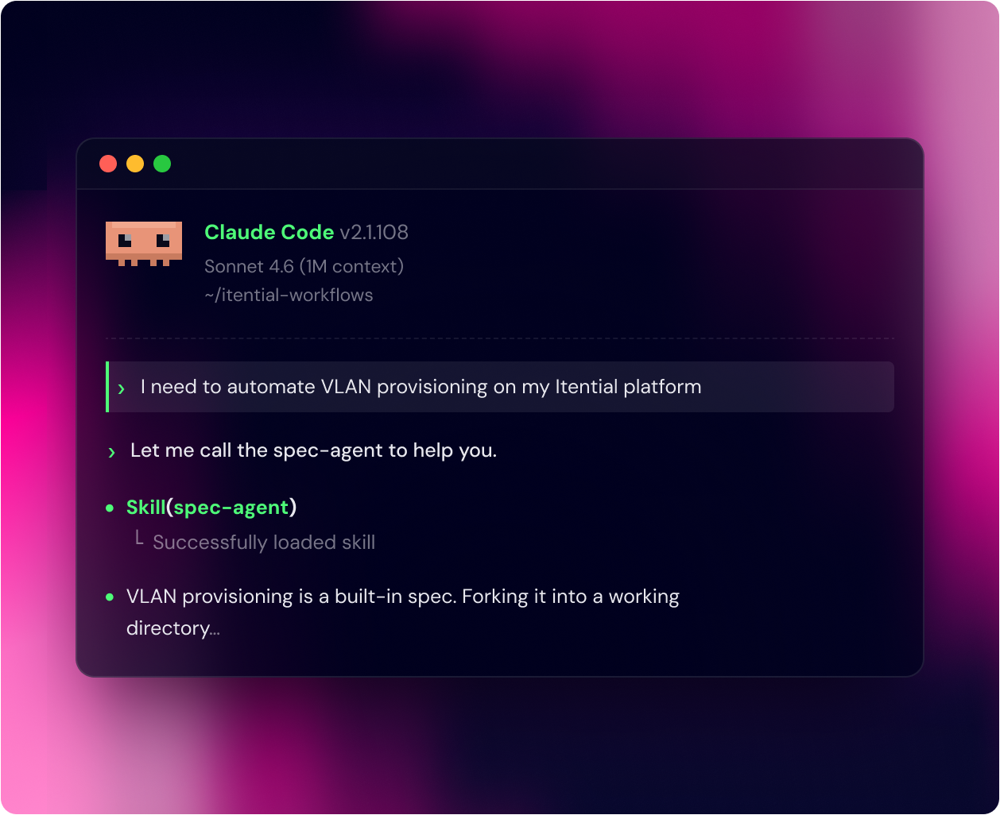 Claude Code v2.1.108
Sonnet 4.6 (1M context)
~/itential-workflows
› I need to automate VLAN provisioning on my Itential platform
› Let me call the spec-agent to help you.
• Skill(spec-agent)
└ Successfully loaded skill
• VLAN provisioning is a built-in spec. Forking it into a working
directory...